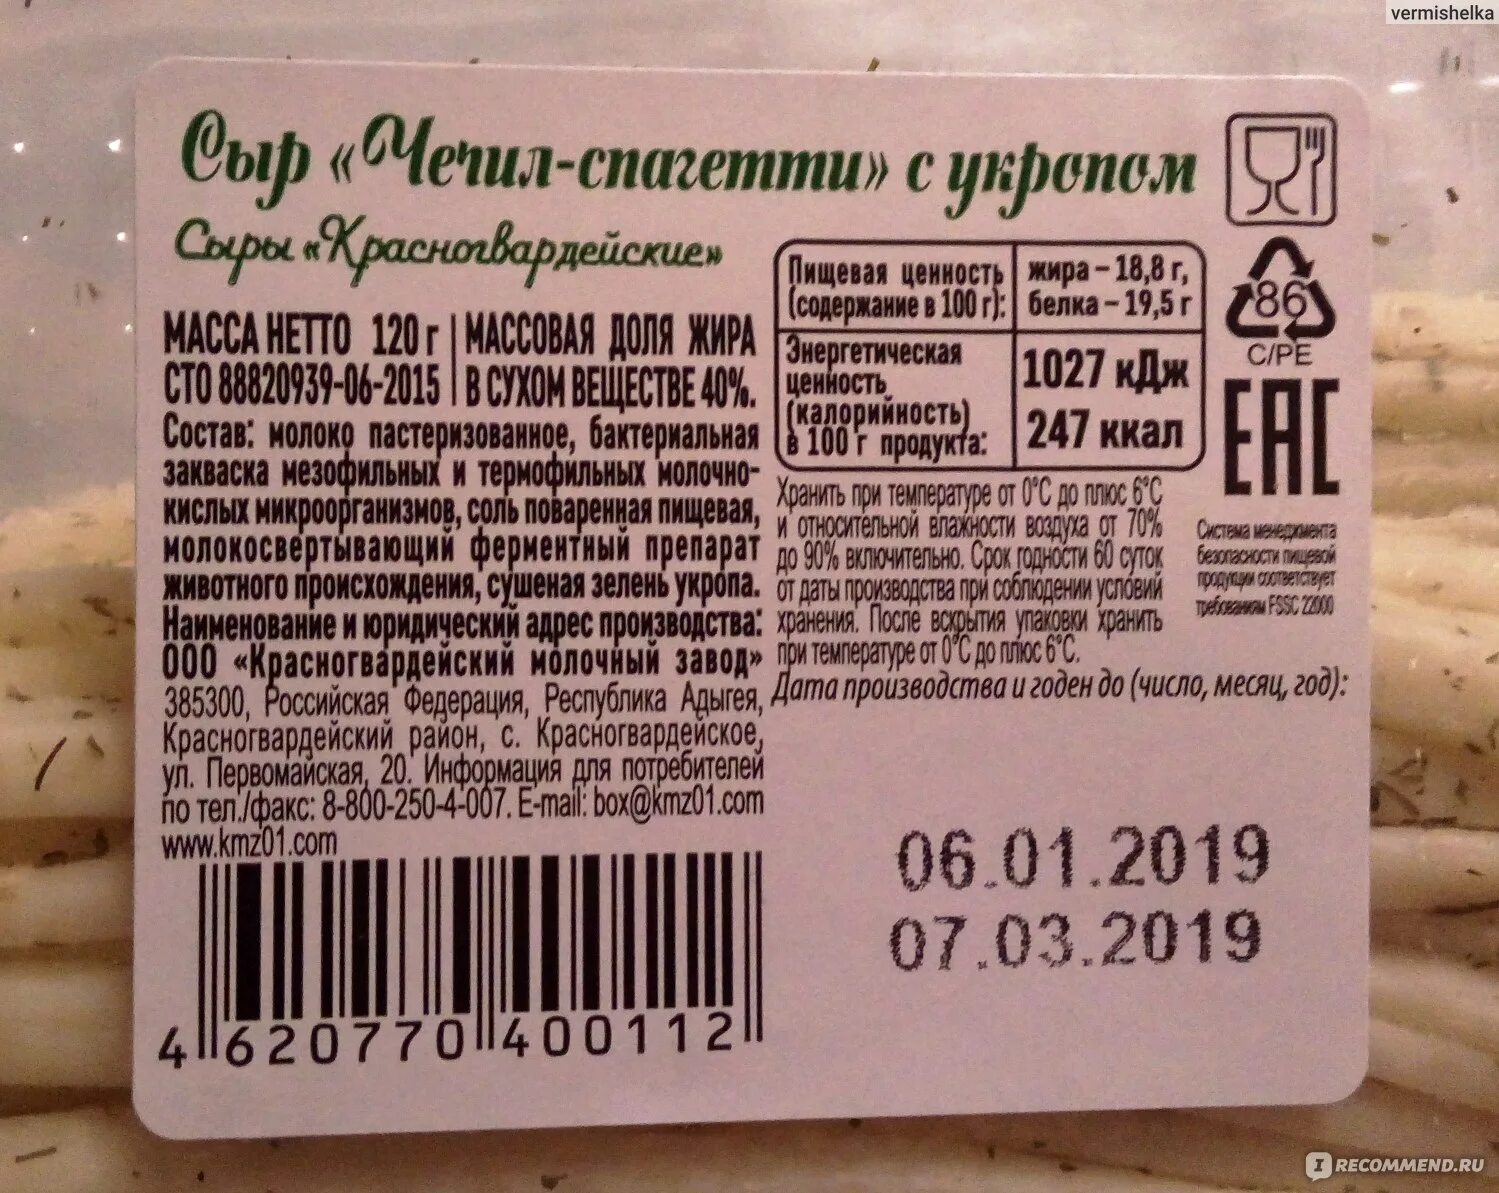 vermishelka
Сыр «Чечил-спагетти» с укропом
Сыры «Красногвардейские»
МАССА НЕТТО 120 г | МАССОВАЯ ДОЛЯ ЖИРА
СТО 88820939-06-2015 | В СУХОМ ВЕЩЕСТВЕ 40%.
Состав: молоко пастеризованное, бактериальная
закваска мезофильных и термофильных молочно-
кислых микроорганизмов, соль поваренная пищевая,
молокосвертывающий ферментный препарат
животного происхождения, сушеная зелень укропа.
Наименование и юридический адрес производства:
ООО «Красногвардейский молочный завод»
385300, Российская Федерация, Республика Адыгея,
Красногвардейский район, с. Красногвардейское,
ул. Первомайская, 20. Информация для потребителей
по тел./факс: 8-800-250-4-007. E-mail: box@kmz01.com
www.kmz01.com
4 620770 400112
Пищевая ценность
(содержание в 100 г):
жира – 18,8 г,
белка – 19,5 г
Энергетическая
ценность
(калорийность)
в 100 г продукта:
1027 кДж
247 ккал
Хранить при температуре от 0°С до плюс 6°С
и относительной влажности воздуха от 70%
до 90% включительно. Срок годности 60 суток
от даты производства при соблюдении условий
хранения. После вскрытия упаковки хранить
при температуре от 0°С до плюс 6°С.
Дата производства и годен до (число, месяц, год):
06.01.2019
07.03.2019
86
C/PE
EAC
Система менеджмента
безопасности пищевой
продукции соответствует
требованиям FSSC 22000
IRECOMMEND.RU